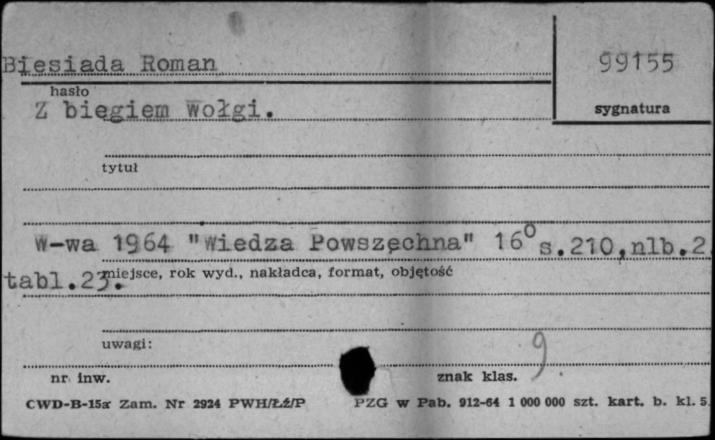 Biesiada Roman
99155
hasło
Z biegiem Wołgi.
sygnatura
tytuł
W-wa 1964 "Wiedza Powszechna" 16° s.210,nlb.2
tabl.23.
miejsce, rok wyd., nakładca, format, objętość
uwagi:
9.
nr inw.
znak klas.
CWD-B-15a Zam. Nr 2924 PWH/Łź/P
PZG w Pab. 912-64 1 000 000 szt. kart. b. kl. 5